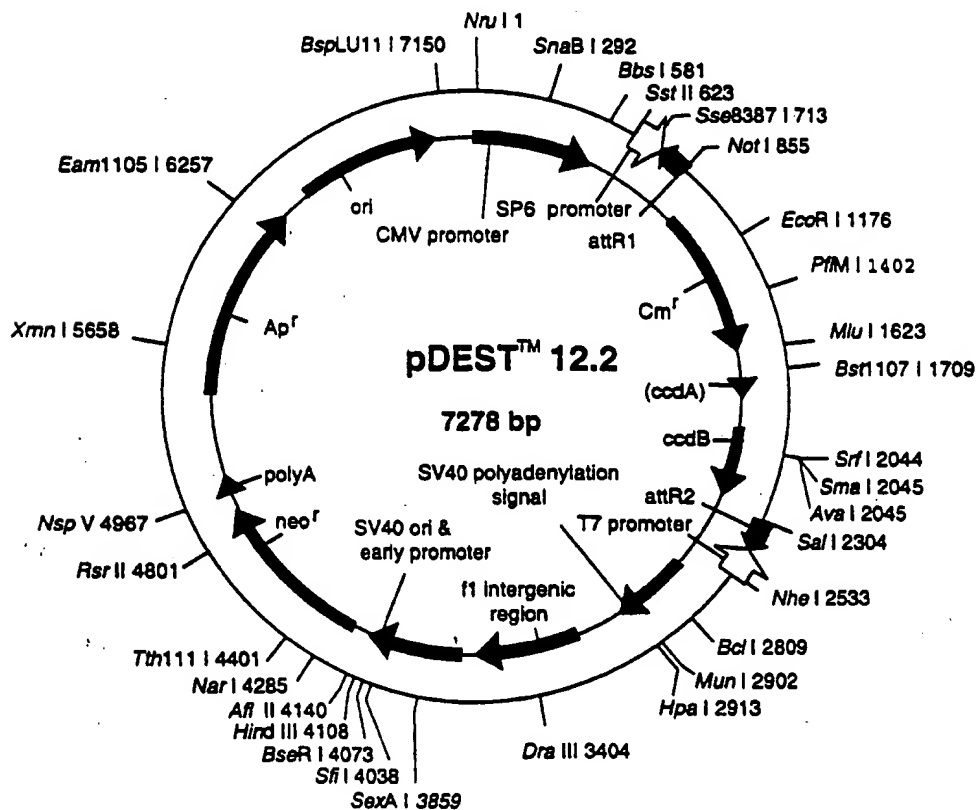 Nru I 1
BspLU11 I 7150
SnaB I 292
Bbs I 581
Sst II 623
Sse8387 I 713
Not I 855
Eam1105 I 6257
ori
CMV promoter
SP6 promoter
attR1
EcoR I 1176
PflM I 1402
Cmr
Apr
Xmn I 5658
Mlu I 1623
Bst1107 I 1709
pDEST™ 12.2
7278 bp
(ccdA)
ccdB
Srf I 2044
Sma I 2045
Ava I 2045
Sal I 2304
attR2
T7 promoter
SV40 polyadenylation
signal
polyA
neor
SV40 ori &
early promoter
f1 intergenic
region
Nsp V 4967
Rsr II 4801
Nhe I 2533
Bcl I 2809
Mun I 2902
Hpa I 2913
Tth111 I 4401
Nar I 4285
Afl II 4140
Hind III 4108
BseR I 4073
Sfi I 4038
SexA I 3859
Dra III 3404